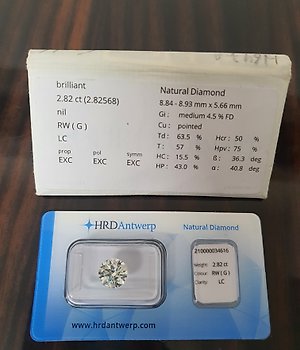 brilliant
2.82 ct (2.82568)
nil
RW ( G )
LC
prop pol symm
EXC EXC EXC
Natural Diamond
8.84 - 8.93 mm x 5.66 mm
Gi : medium 4.5 % FD
Cu : pointed
Td : 63.5 % Hcr : 50 %
T : 57 % Hpv : 75 %
HC : 15.5 % ß : 36.3 deg
HP : 43.0 % α : 40.8 deg
HRDAntwerp
Natural Diamond
210000034616
Weight: 2.82 ct
Colour: RW ( G )
Clarity: LC
www.hrdantwerp.com